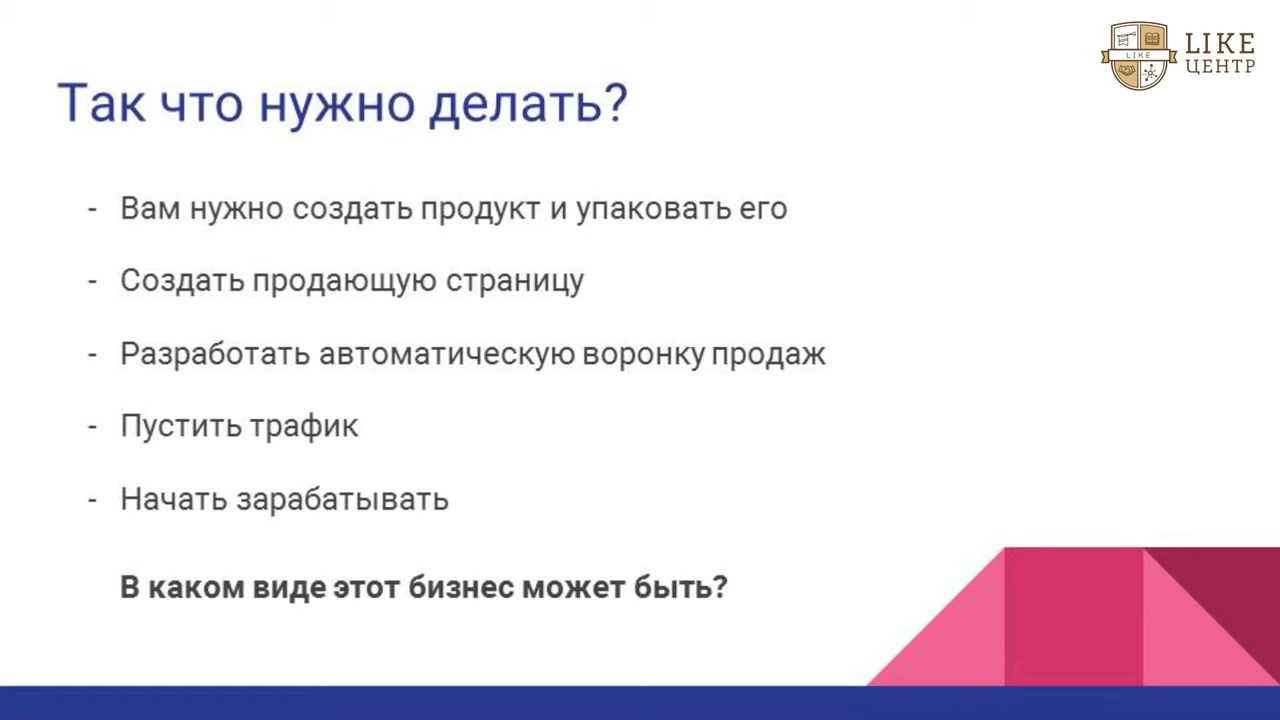 LIKE
LIKE
ЦЕНТР
Так что нужно делать?
- Вам нужно создать продукт и упаковать его
- Создать продающую страницу
- Разработать автоматическую воронку продаж
- Пустить трафик
- Начать зарабатывать
В каком виде этот бизнес может быть?